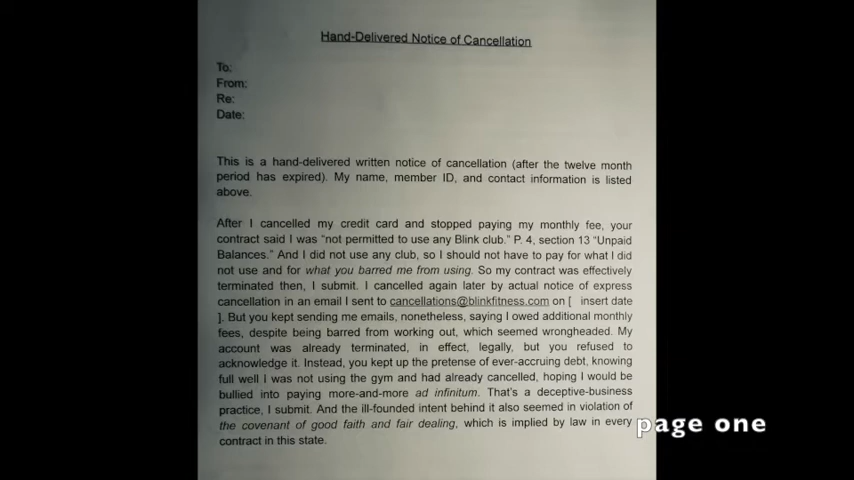 Hand-Delivered Notice of Cancellation
To:
From:
Re:
Date:
This is a hand-delivered written notice of cancellation (after the twelve month
period has expired). My name, member ID, and contact information is listed
above.
After I cancelled my credit card and stopped paying my monthly fee, your
contract said I was “not permitted to use any Blink club.” P. 4, section 13 “Unpaid
Balances.” And I did not use any club, so I should not have to pay for what I did
not use and for what you barred me from using. So my contract was effectively
terminated then, I submit. I cancelled again later by actual notice of express
cancellation in an email I sent to cancellations@blinkfitness.com on [ insert date
]. But you kept sending me emails, nonetheless, saying I owed additional monthly
fees, despite being barred from working out, which seemed wrongheaded. My
account was already terminated, in effect, legally, but you refused to
acknowledge it. Instead, you kept up the pretense of ever-accruing debt, knowing
full well I was not using the gym and had already cancelled, hoping I would be
bullied into paying more-and-more ad infinitum. That’s a deceptive-business
practice, I submit. And the ill-founded intent behind it also seemed in violation of
the covenant of good faith and fair dealing, which is implied by law in every
contract in this state.
page one